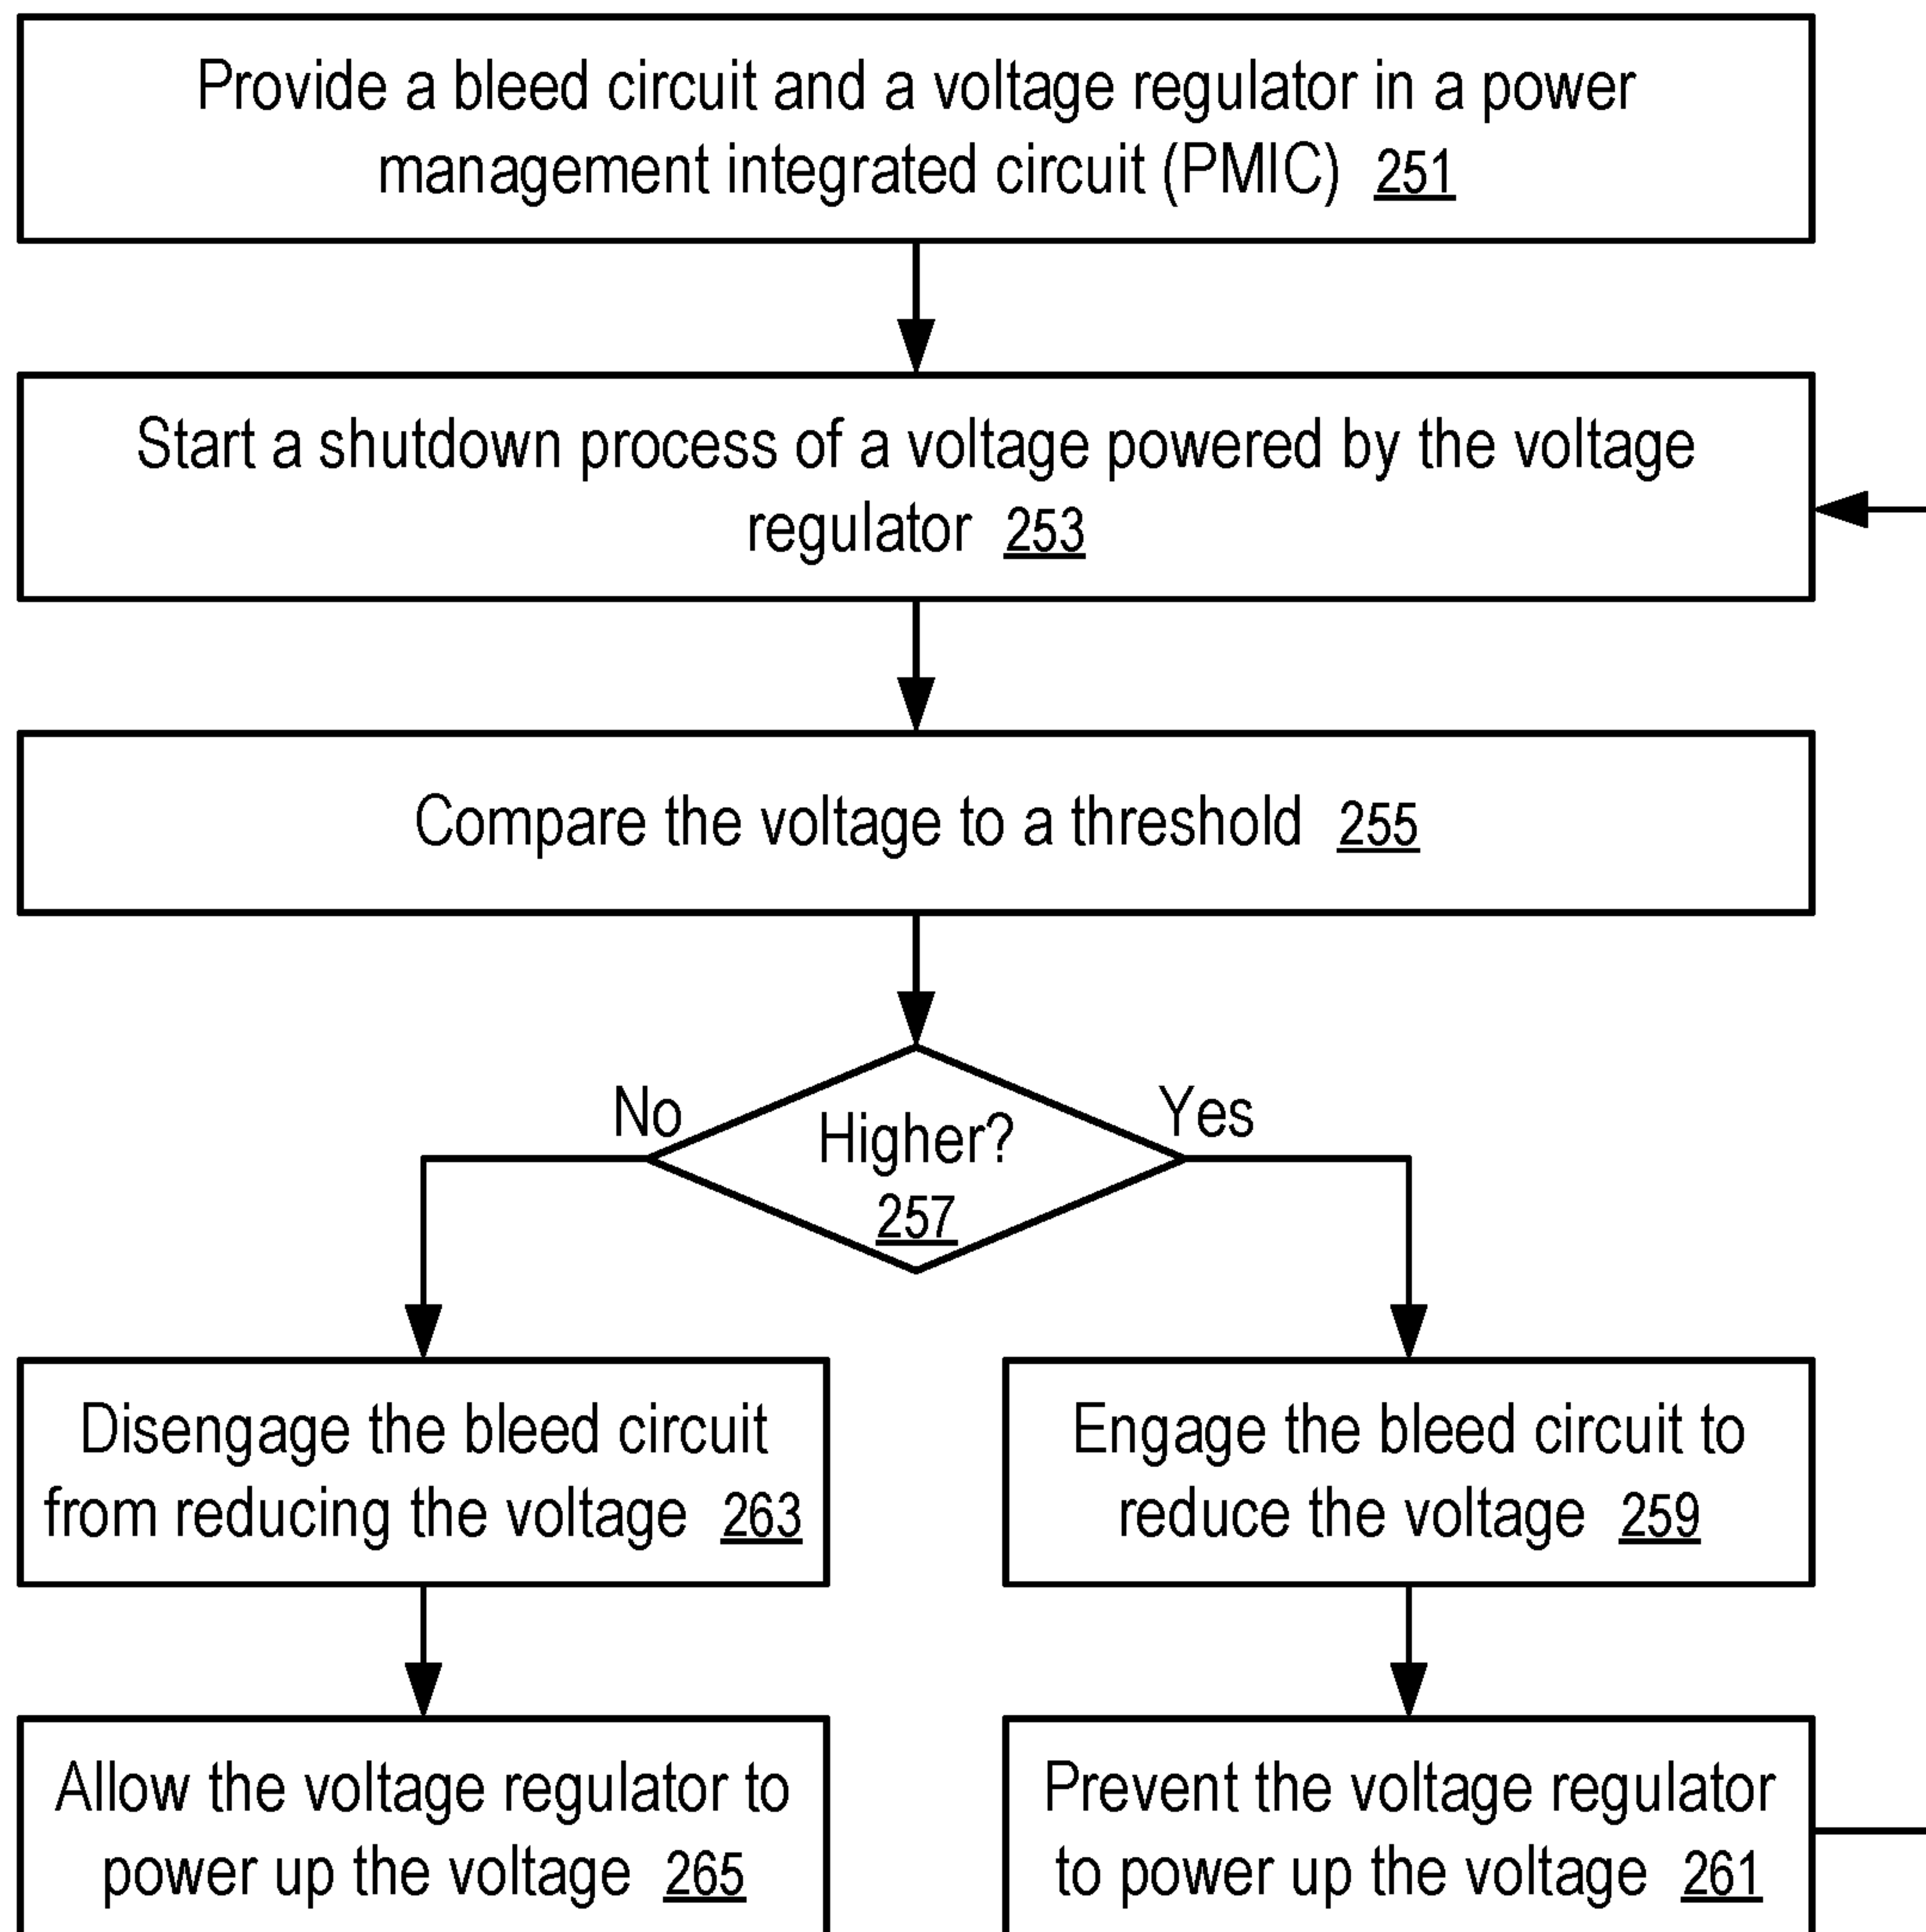 Provide a bleed circuit and a voltage regulator in a power
management integrated circuit (PMIC) 251
Start a shutdown process of a voltage powered by the voltage
regulator 253
Compare the voltage to a threshold 255
No
Yes
Higher?
257
Disengage the bleed circuit
from reducing the voltage 263
Engage the bleed circuit to
reduce the voltage 259
Allow the voltage regulator to
power up the voltage 265
Prevent the voltage regulator
to power up the voltage 261